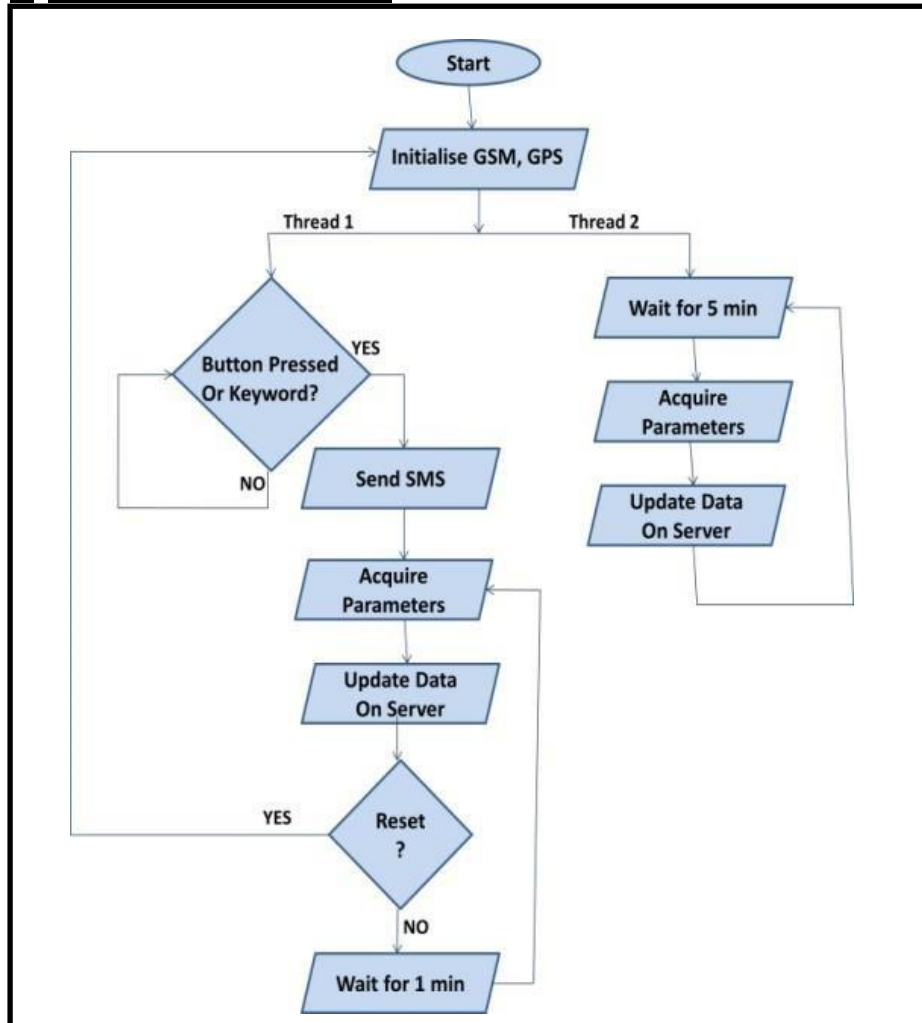 Start
Initialise GSM, GPS
Thread 1
Thread 2
Button Pressed
Or Keyword?
YES
NO
Send SMS
Acquire
Parameters
Update Data
On Server
Reset
?
YES
NO
Wait for 1 min
Wait for 5 min
Acquire
Parameters
Update Data
On Server